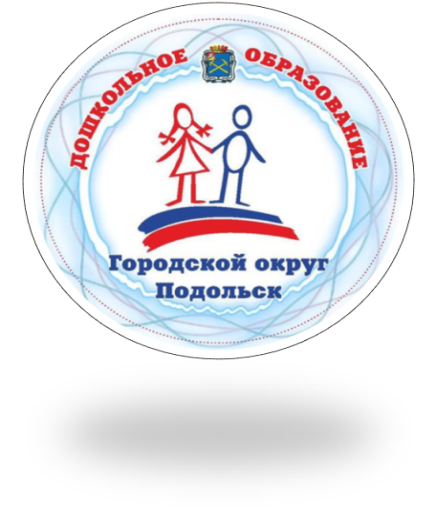 ДОШКОЛЬНОЕ ОБРАЗОВАНИЕ
Городской округ
Подольск